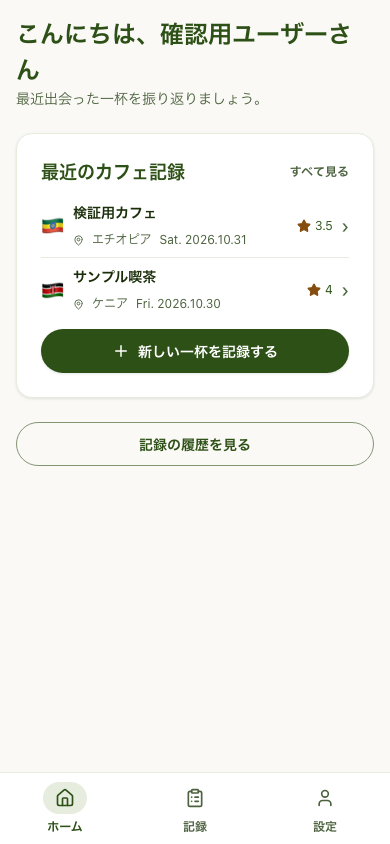 こんにちは、確認用ユーザーさ
ん
最近出会った一杯を振り返りましょう。
最近のカフェ記録 すべて見る
検証用カフェ
エチオピア Sat. 2026.10.31
3.5
サンプル喫茶
ケニア Fri. 2026.10.30
4
新しい一杯を記録する
記録の履歴を見る
ホーム 記録 設定